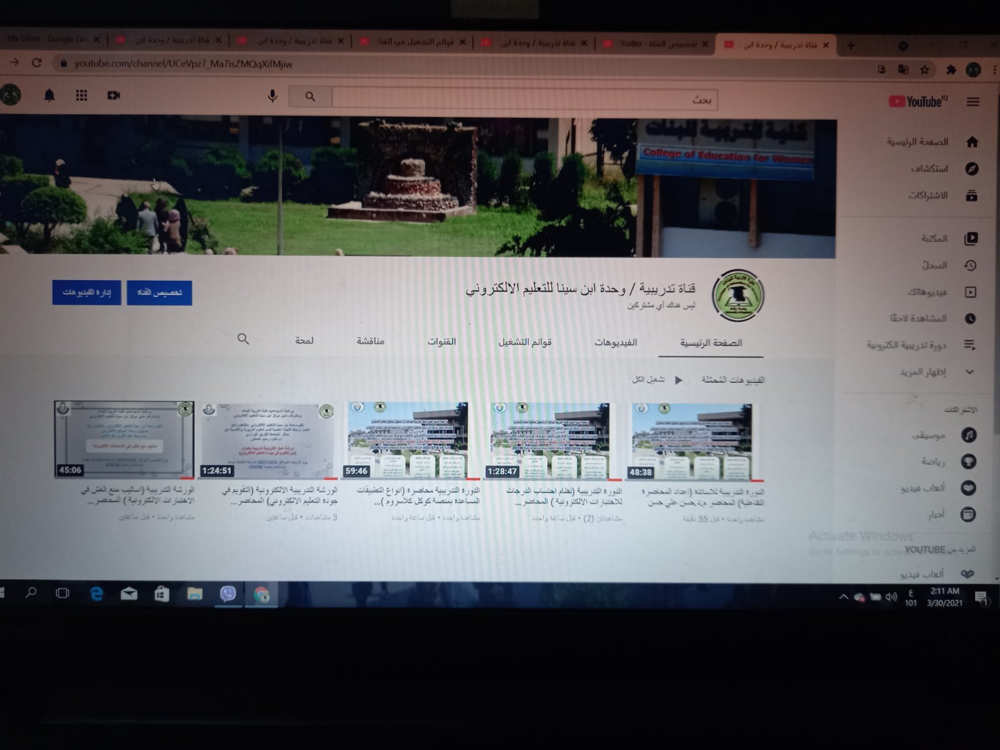 My Drive - Google Dri
قناة تدريبية / وحدة ابن
قناة تدريبية / وحدة ابن
قوائم التشغيل في القناة
قناة تدريبية / وحدة ابن
تخصيص القناة - Studio
قناة تدريبية / وحدة ابن
youtube.com/channel/UCeVpz7_Ma7isZMQqXifMjiw
بحث
YouTube IQ
كلية التربية للبنات
College of Education for Women
الصفحة الرئيسية
استكشاف
الاشتراكات
المكتبة
السجلّ
فيديوهاتك
المشاهدة لاحقًا
دورة تدريبية الكترونية
إظهار المزيد
الاشتراكات
موسيقى
رياضة
ألعاب فيديو
أخبار
المزيد من YOUTUBE
ألعاب فيديو
قناة تدريبية / وحدة ابن سينا للتعليم الالكتروني
ليس هناك أي مشتركين
تخصيص القناة
إدارة الفيديوهات
الصفحة الرئيسية
الفيديوهات
قوائم التشغيل
القنوات
مناقشة
لمحة
الفيديوهات المُحمّلة
تشغيل الكل
48:38
الدورة التدريبية للاساتذة (اعداد المحاضرة
التفاعلية) المحاضر م.د.حسن علي حسن
مشاهدة واحدة • قبل 55 دقيقة
1:28:47
الدورة التدريبية (نظام احتساب الدرجات
للاختبارات الالكترونية ) المحاضر...
مشاهدتان (2) • قبل ساعة واحدة
59:46
الدورة التدريبية محاضرة (انواع التطبيقات
المساعدة بمنصة كوكل كلاسروم )...
مشاهدة واحدة • قبل ساعة واحدة
1:24:51
الورشة التدريبية الالكترونية (التقويم في
جودة التعليم الالكتروني) المحاضر...
3 مشاهدات • قبل ساعتين
45:06
الورشة التدريبية (اساليب منع الغش في
الاختبارات الالكترونية ) المحاضر...
مشاهدة واحدة • قبل ساعتين
Activate Windows
Go to Settings to activate
ع
101
2:11 AM
3/30/2021
1